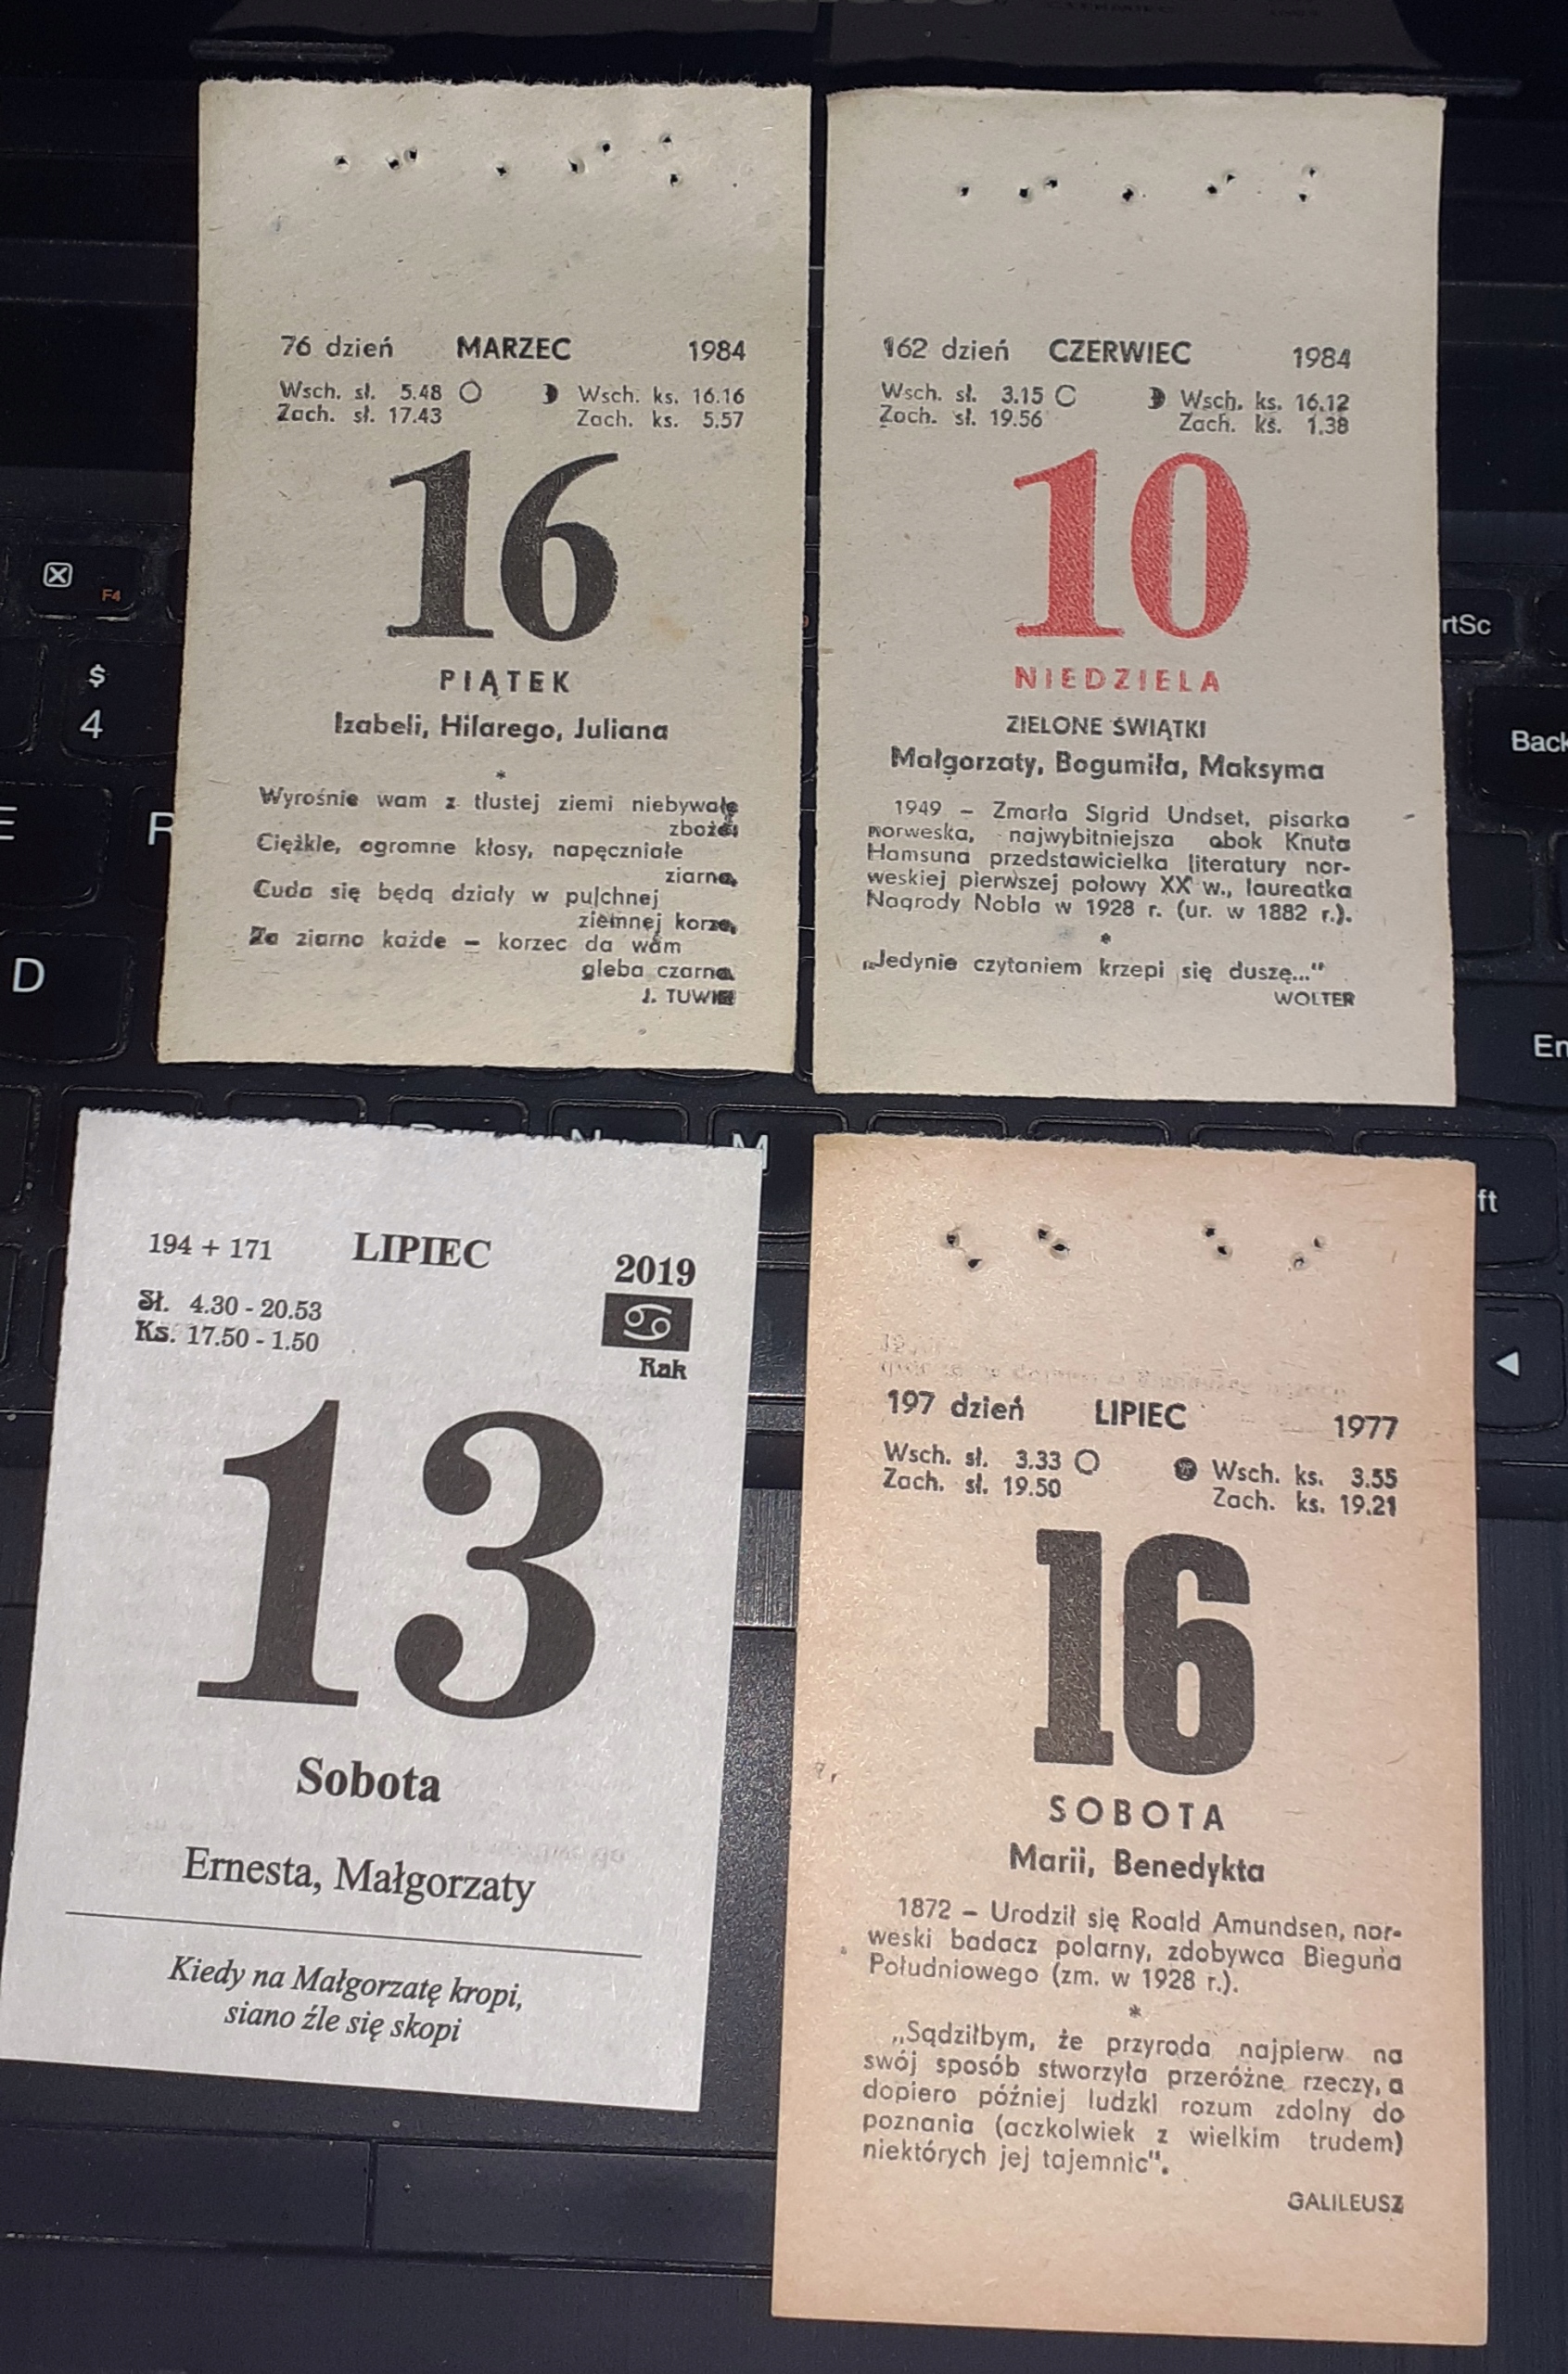 76 dzień MARZEC 1984
Wsch. sł. 5.48 Wsch. ks. 16.16
Zach. sł. 17.43 Zach. ks. 5.57
16
PIĄTEK
Izabeli, Hilarego, Juliana
*
Wyrośnie wam z tłustej ziemi niebywałe
zboże:
Ciężkie, ogromne kłosy, napęczniałe
ziarna,
Cuda się będą działy w pulchnej
ziemnej korze,
Za ziarno każde – korzec da wam
gleba czarna.
J. TUWIM
162 dzień CZERWIEC 1984
Wsch. sł. 3.15 Wsch. ks. 16.12
Zach. sł. 19.56 Zach. ks. 1.38
10
NIEDZIELA
ZIELONE ŚWIĄTKI
Małgorzaty, Bogumiła, Maksyma
1949 – Zmarła Sigrid Undset, pisarka
norweska, najwybitniejsza obok Knuta
Hamsuna przedstawicielka literatury nor-
weskiej pierwszej połowy XX w., laureatka
Nagrody Nobla w 1928 r. (ur. w 1882 r.).
*
„Jedynie czytaniem krzepi się duszę...“
WOLTER
194 + 171 LIPIEC 2019
Sł. 4.30 - 20.53
Ks. 17.50 - 1.50
♋
Rak
13
Sobota
Ernesta, Małgorzaty
Kiedy na Małgorzatę kropi,
siano źle się skopi
197 dzień LIPIEC 1977
Wsch. sł. 3.33 Wsch. ks. 3.55
Zach. sł. 19.50 Zach. ks. 19.21
16
SOBOTA
Marii, Benedykta
1872 – Urodził się Roald Amundsen, nor-
weski badacz polarny, zdobywca Bieguna
Południowego (zm. w 1928 r.).
*
„Sądziłbym, że przyroda najpierw na
swój sposób stworzyła przeróżne rzeczy, a
dopiero później ludzki rozum zdolny do
poznania (aczkolwiek z wielkim trudem)
niektórych jej tajemnic“.
GALILEUSZ
F4
$
4
E
R
D
N
M
rtSc
Back
En
ft